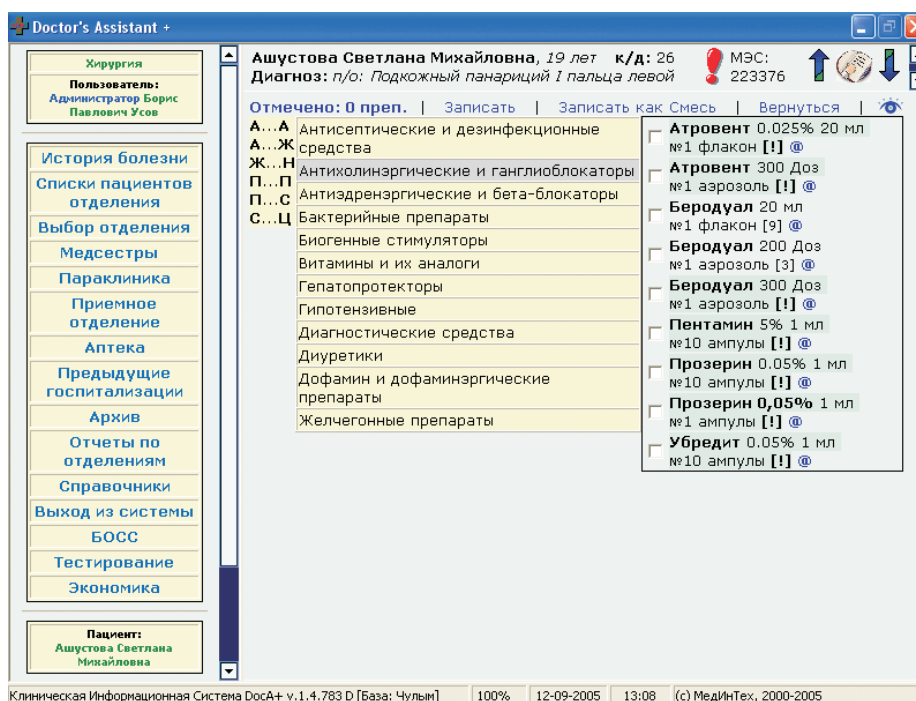 Doctor's Assistant +
Хирургия
Пользователь:
Администратор Борис
Павлович Усов
История болезни
Списки пациентов
отделения
Выбор отделения
Медсестры
Параклиника
Приемное
отделение
Аптека
Предыдущие
госпитализации
Архив
Отчеты по
отделениям
Справочники
Выход из системы
БОСС
Тестирование
Экономика
Пациент:
Ашустова Светлана
Михайловна
Ашустова Светлана Михайловна, 19 лет к/д: 26
Диагноз: п/о: Подкожный панариций I пальца левой
МЭС:
223376
Отмечено: 0 преп. | Записать | Записать как Смесь | Вернуться |
А...А
А...Ж
Ж...Н
П...П
П...С
С...Ц
Антисептические и дезинфекционные
средства
Антихолинэргические и ганглиоблокаторы
Антиэдренэргические и бета-блокаторы
Бактерийные препараты
Биогенные стимуляторы
Витамины и их аналоги
Гепатопротекторы
Гипотензивные
Диагностические средства
Диуретики
Дофамин и дофаминэргические
препараты
Желчегонные препараты
Атровент 0.025% 20 мл
№1 флакон [!] @
Атровент 300 Доз
№1 аэрозоль [!] @
Беродуал 20 мл
№1 флакон [9] @
Беродуал 200 Доз
№1 аэрозоль [3] @
Беродуал 300 Доз
№1 аэрозоль [!] @
Пентамин 5% 1 мл
№10 ампулы [!] @
Прозерин 0.05% 1 мл
№10 ампулы [!] @
Прозерин 0,05% 1 мл
№1 ампулы [!] @
Убредит 0.05% 1 мл
№10 ампулы [!] @
Клиническая Информационная Система DocA+ v.1.4.783 D [База: Чулым] 100% 12-09-2005 13:08 (c) МедИнТех, 2000-2005